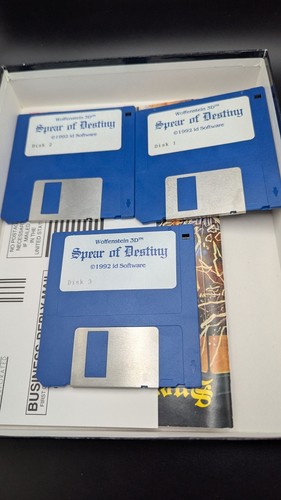 Wolfenstein 3D™
Spear of Destiny
©1992 id Software
Disk 2
Wolfenstein 3D™
Spear of Destiny
©1992 id Software
Disk 1
Wolfenstein 3D™
Spear of Destiny
©1992 id Software
Disk
NO POSTAGE
NECESSARY
IF MAILED
IN THE
UNITED STATES
BUSINESS REPLY MAIL
FIRST